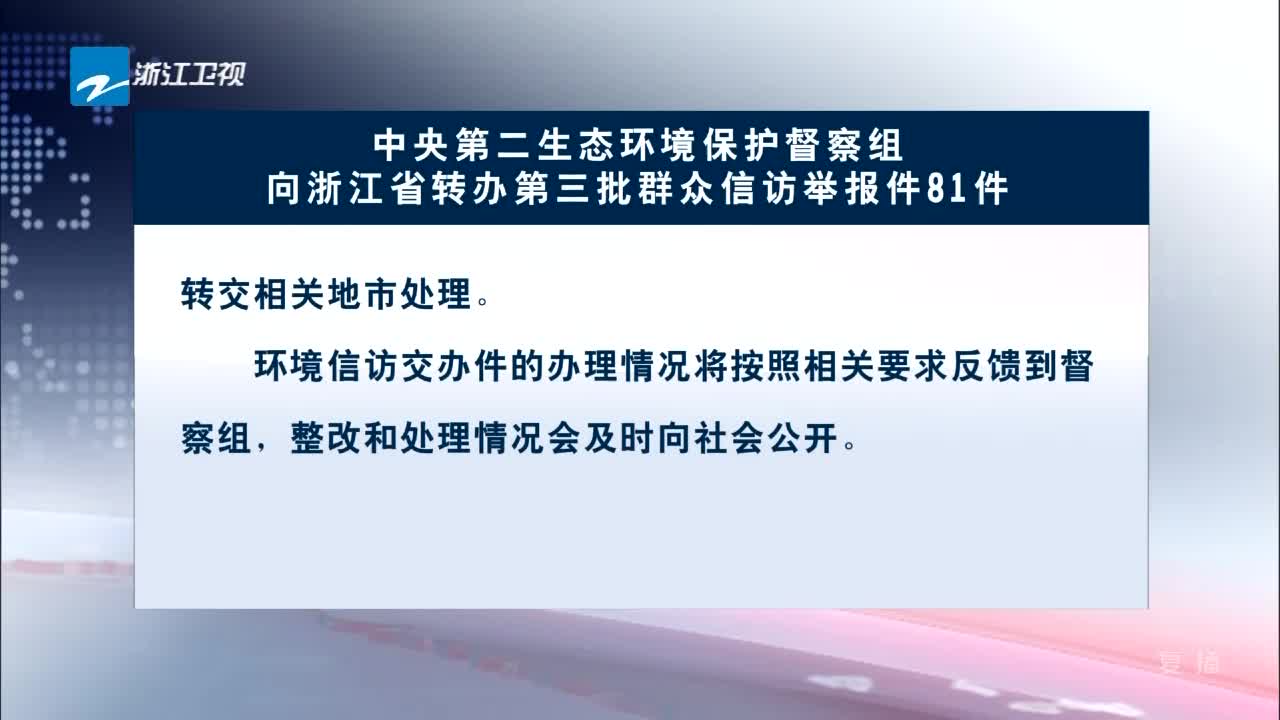 浙江卫视
中央第二生态环境保护督察组
向浙江省转办第三批群众信访举报件81件
转交相关地市处理。
环境信访交办件的办理情况将按照相关要求反馈到督
察组，整改和处理情况会及时向社会公开。
复播